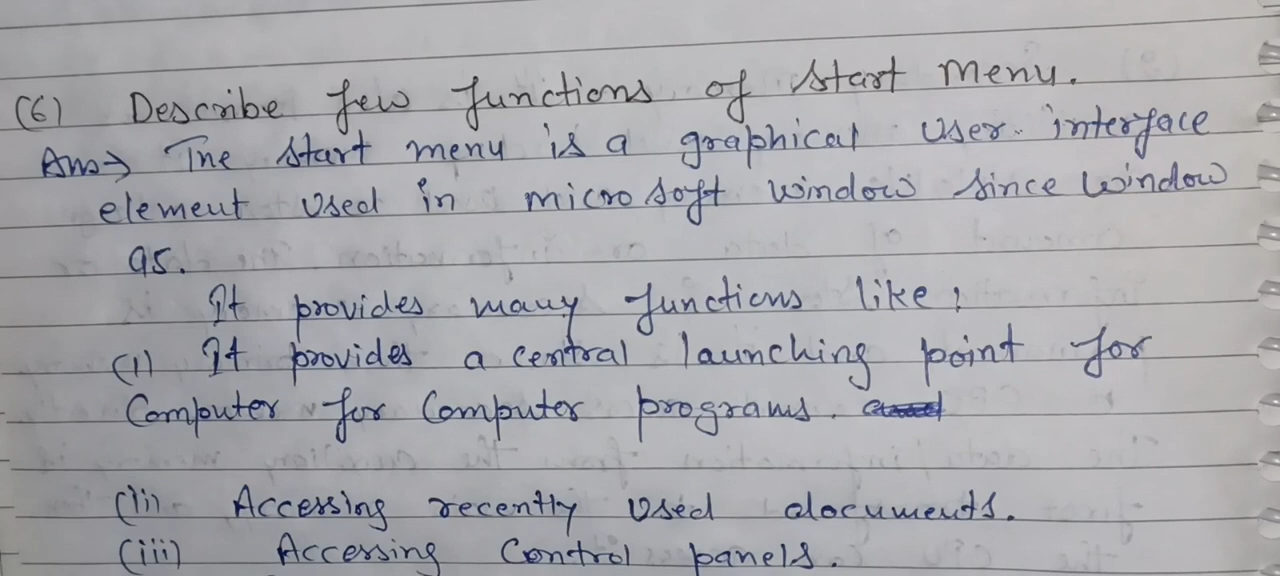 (6) Describe few functions of start menu.
Ans→ The start menu is a graphical user interface
element used in microsoft window since window
95.
It provides many functions like:
(i) It provides a central launching point for
Computer for Computer programs.
(ii) Accessing recently used documents.
(iii) Accessing Control panels.